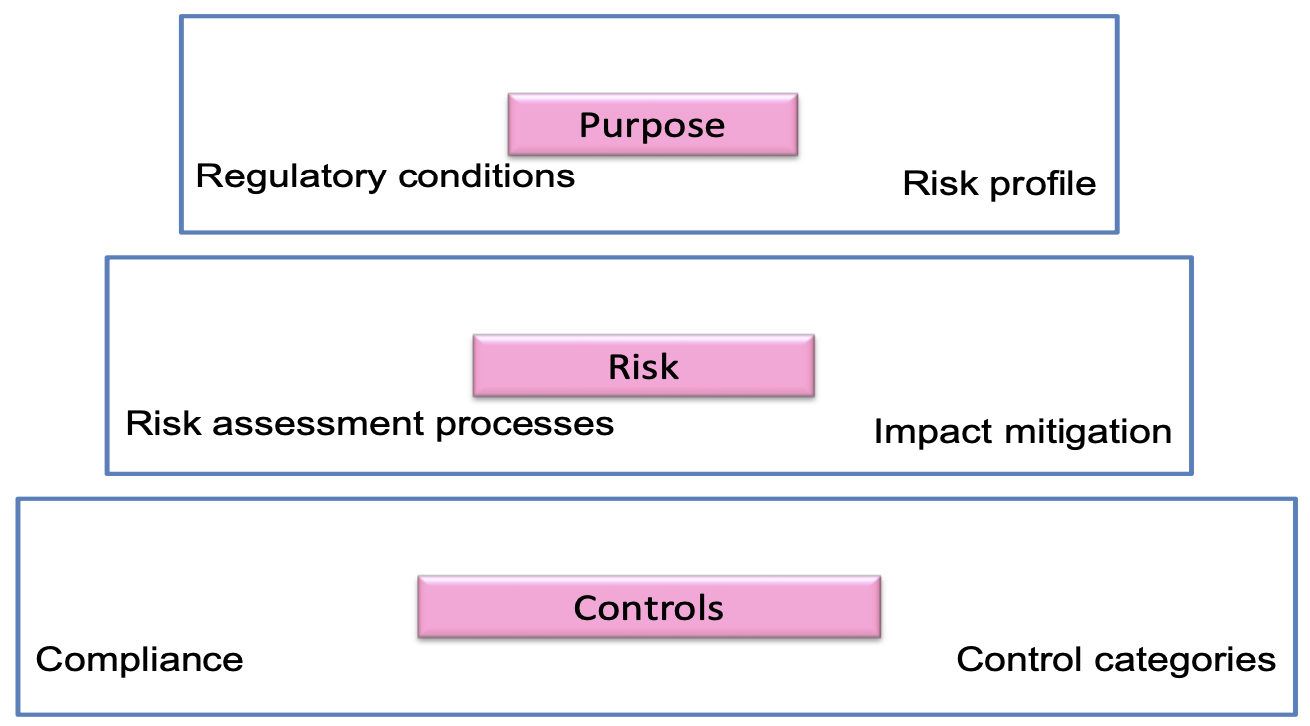 Purpose
Regulatory conditions
Risk profile
Risk
Risk assessment processes
Impact mitigation
Controls
Compliance
Control categories